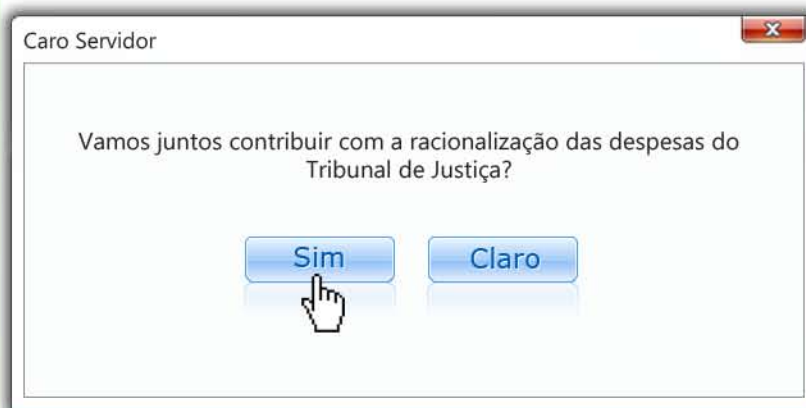 Caro Servidor
Vamos juntos contribuir com a racionalização das despesas do
Tribunal de Justiça?
Sim
Claro